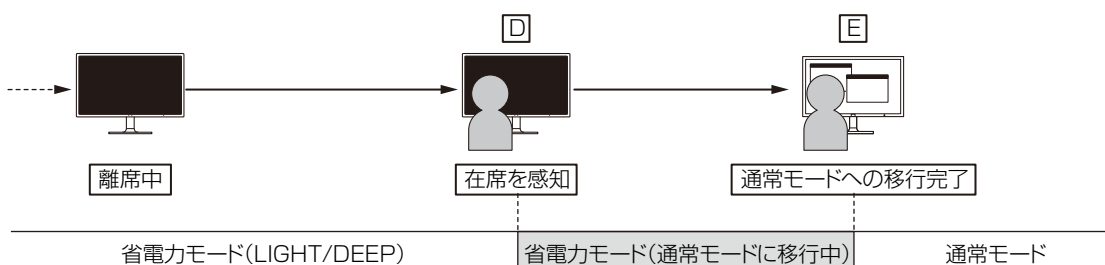 D
E
離席中
在席を感知
通常モードへの移行完了
省電力モード(LIGHT/DEEP)
省電力モード(通常モードに移行中)
通常モード